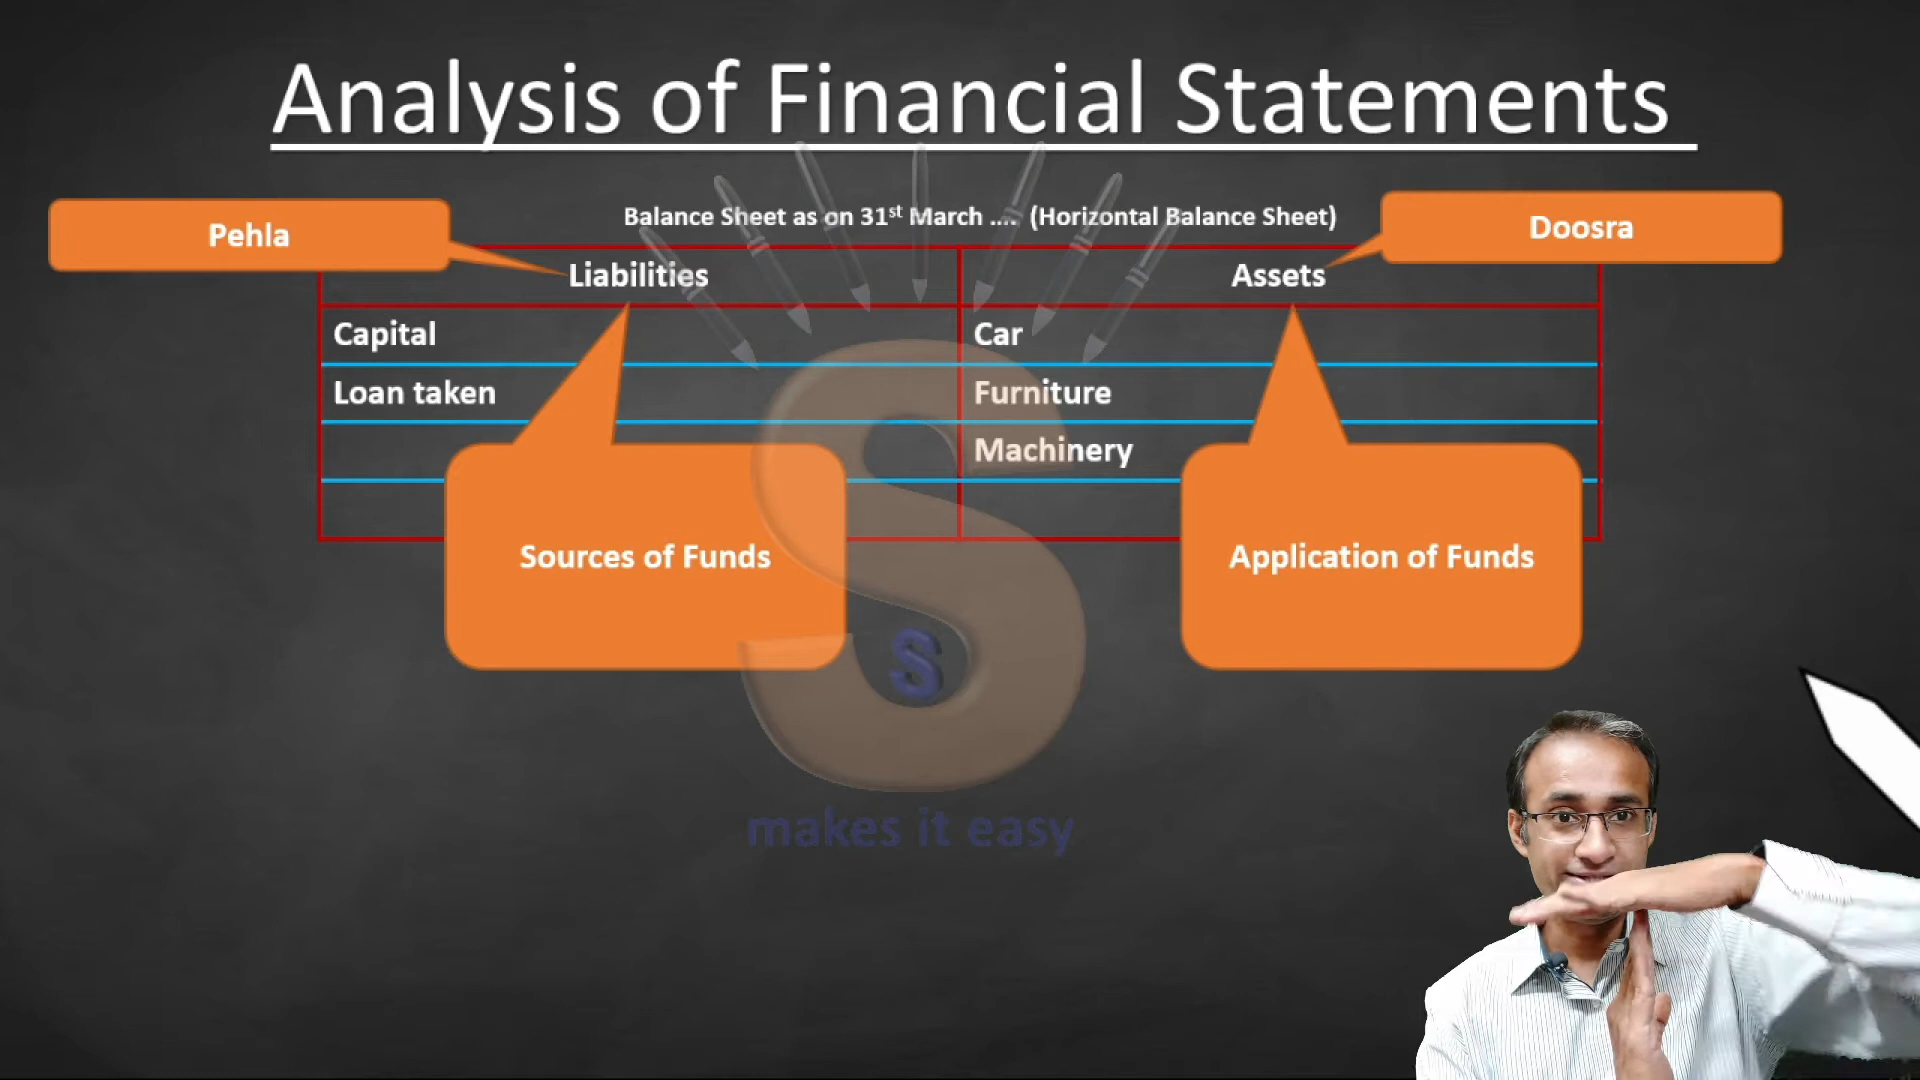 Analysis of Financial Statements
Pehla
Balance Sheet as on 31st March .... (Horizontal Balance Sheet)
Doosra
Liabilities
Assets
Capital
Car
Loan taken
Furniture
Machinery
Sources of Funds
Application of Funds
S
s
makes it easy